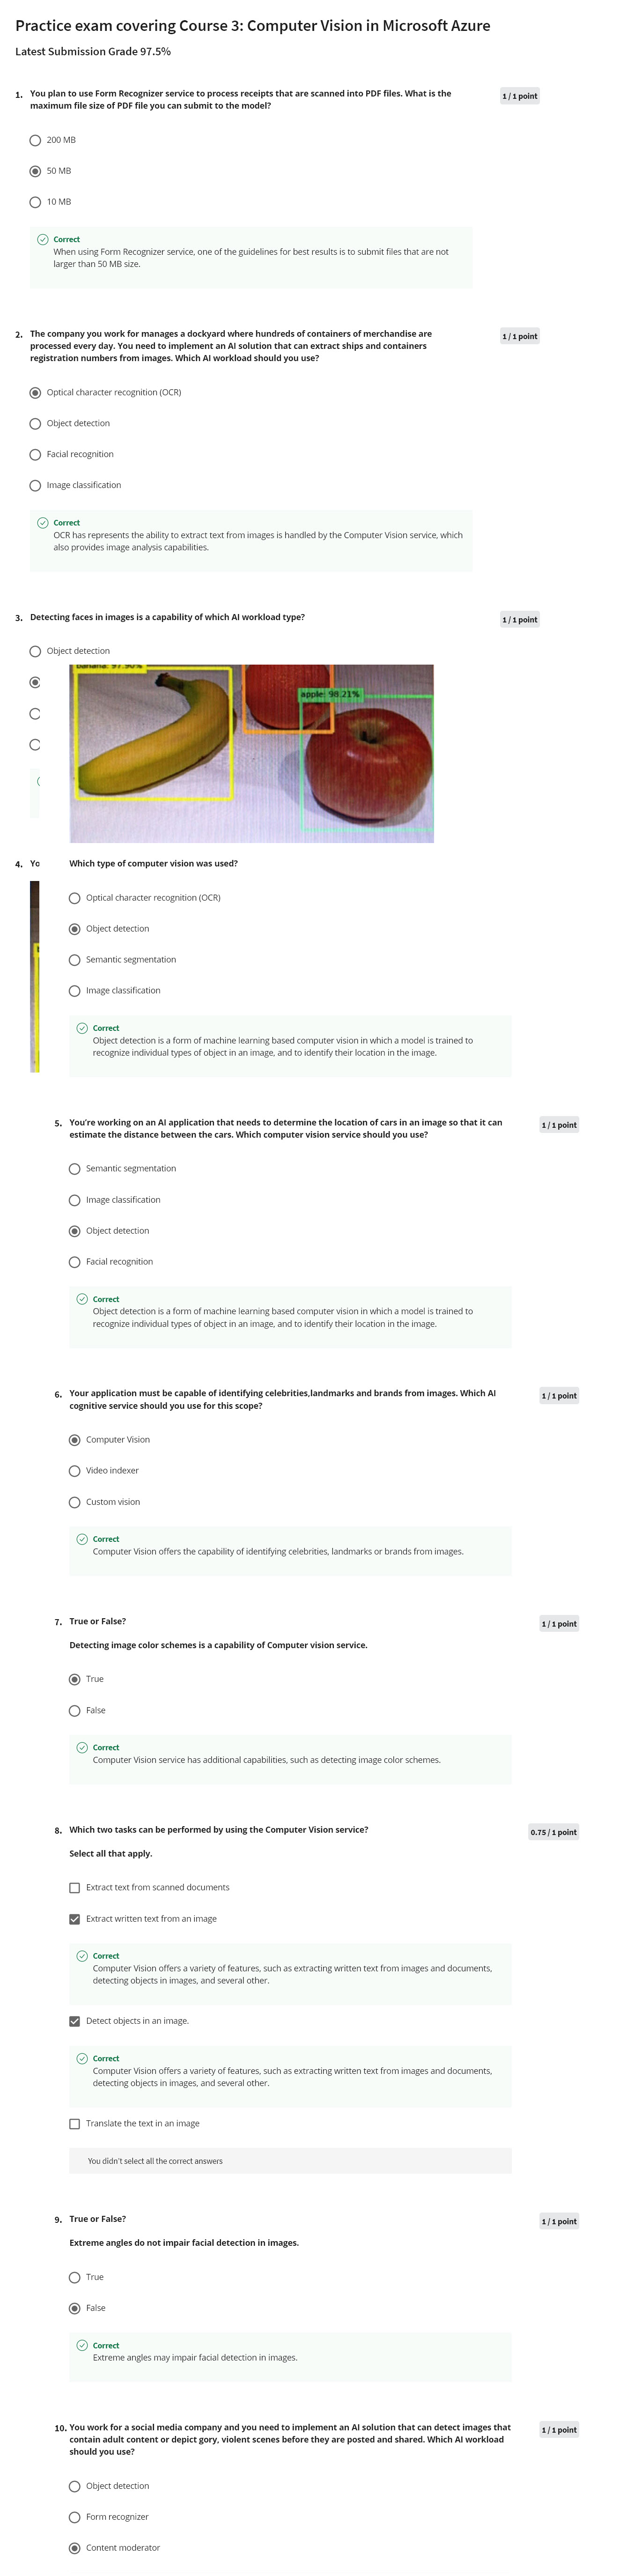 Practice exam covering Course 3: Computer Vision in Microsoft Azure
Latest Submission Grade 97.5%
1. You plan to use Form Recognizer service to process receipts that are scanned into PDF files. What is the
maximum file size of PDF file you can submit to the model?
1 / 1 point
200 MB
50 MB
10 MB
Correct
When using Form Recognizer service, one of the guidelines for best results is to submit files that are not
larger than 50 MB size.
2. The company you work for manages a dockyard where hundreds of containers of merchandise are
processed every day. You need to implement an AI solution that can extract ships and containers
registration numbers from images. Which AI workload should you use?
1 / 1 point
Optical character recognition (OCR)
Object detection
Facial recognition
Image classification
Correct
OCR has represents the ability to extract text from images is handled by the Computer Vision service, which
also provides image analysis capabilities.
3. Detecting faces in images is a capability of which AI workload type?
1 / 1 point
Object detection
banana: 97.90%
apple: 98.21%
4. Yo
Which type of computer vision was used?
Optical character recognition (OCR)
Object detection
Semantic segmentation
Image classification
Correct
Object detection is a form of machine learning based computer vision in which a model is trained to
recognize individual types of object in an image, and to identify their location in the image.
5. You're working on an AI application that needs to determine the location of cars in an image so that it can
estimate the distance between the cars. Which computer vision service should you use?
1 / 1 point
Semantic segmentation
Image classification
Object detection
Facial recognition
Correct
Object detection is a form of machine learning based computer vision in which a model is trained to
recognize individual types of object in an image, and to identify their location in the image.
6. Your application must be capable of identifying celebrities,landmarks and brands from images. Which AI
cognitive service should you use for this scope?
1 / 1 point
Computer Vision
Video indexer
Custom vision
Correct
Computer Vision offers the capability of identifying celebrities, landmarks or brands from images.
7. True or False?
1 / 1 point
Detecting image color schemes is a capability of Computer vision service.
True
False
Correct
Computer Vision service has additional capabilities, such as detecting image color schemes.
8. Which two tasks can be performed by using the Computer Vision service?
0.75 / 1 point
Select all that apply.
Extract text from scanned documents
Extract written text from an image
Correct
Computer Vision offers a variety of features, such as extracting written text from images and documents,
detecting objects in images, and several other.
Detect objects in an image.
Correct
Computer Vision offers a variety of features, such as extracting written text from images and documents,
detecting objects in images, and several other.
Translate the text in an image
You didn't select all the correct answers
9. True or False?
1 / 1 point
Extreme angles do not impair facial detection in images.
True
False
Correct
Extreme angles may impair facial detection in images.
10. You work for a social media company and you need to implement an AI solution that can detect images that
contain adult content or depict gory, violent scenes before they are posted and shared. Which AI workload
should you use?
1 / 1 point
Object detection
Form recognizer
Content moderator